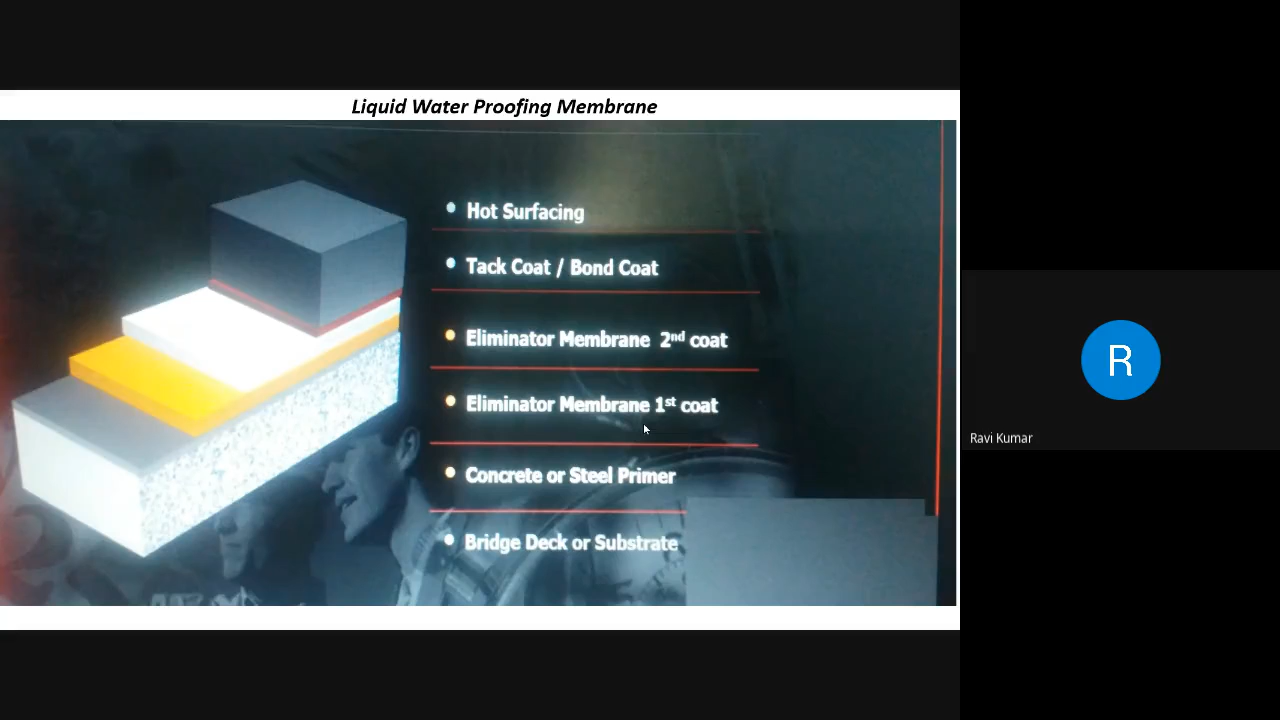 Liquid Water Proofing Membrane
Hot Surfacing
Tack Coat / Bond Coat
Eliminator Membrane 2nd coat
Eliminator Membrane 1st coat
Concrete or Steel Primer
Bridge Deck or Substrate
R
Ravi Kumar